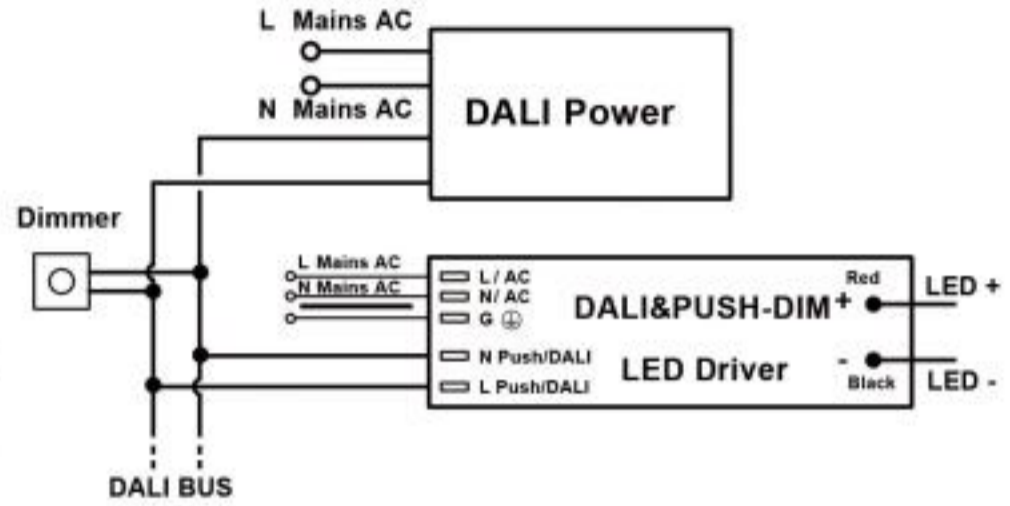 L Mains AC
N Mains AC
DALI Power
Dimmer
L Mains AC
N Mains AC
L/ AC
N/ AC
G
N Push/DALI
L Push/DALI
DALI&PUSH-DIM
LED Driver
Red
+
-
Black
LED +
LED -
DALI BUS